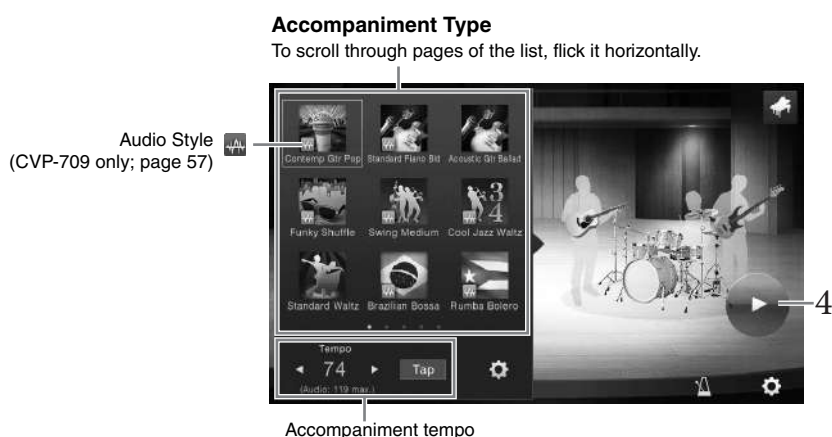 Accompaniment Type
To scroll through pages of the list, flick it horizontally.
Audio Style
(CVP-709 only; page 57)
Contemp Gtr Pop
Standard Piano Bld
Acoustic Gtr Ballad
Funky Shuffle
Swing Medium
3
4
Cool Jazz Waltz
Standard Waltz
Brazilian Bossa
Rumba Bolero
4
Tempo
74
Tap
(Audio: 119 max.)
Accompaniment tempo